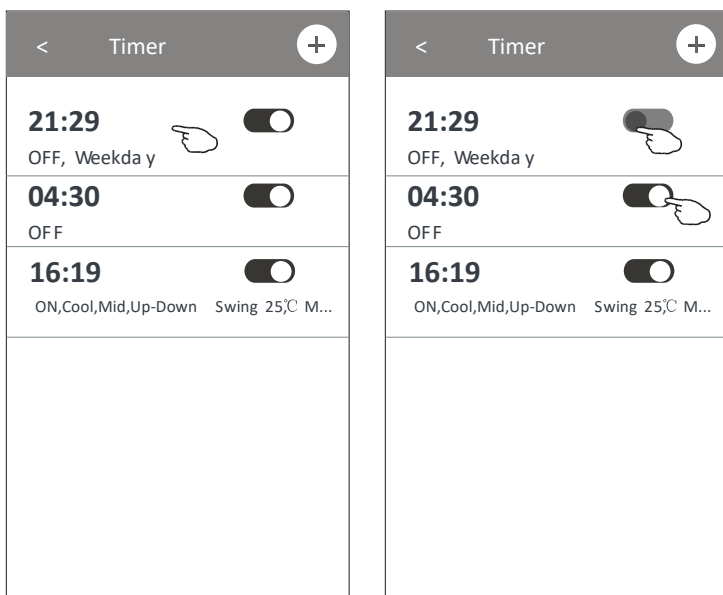 < Timer +
21:29
OFF, Weekda y
04:30
OFF
16:19
ON,Cool,Mid,Up-Down Swing 25,℃ M...
< Timer +
21:29
OFF, Weekda y
04:30
OFF
16:19
ON,Cool,Mid,Up-Down Swing 25,℃ M...